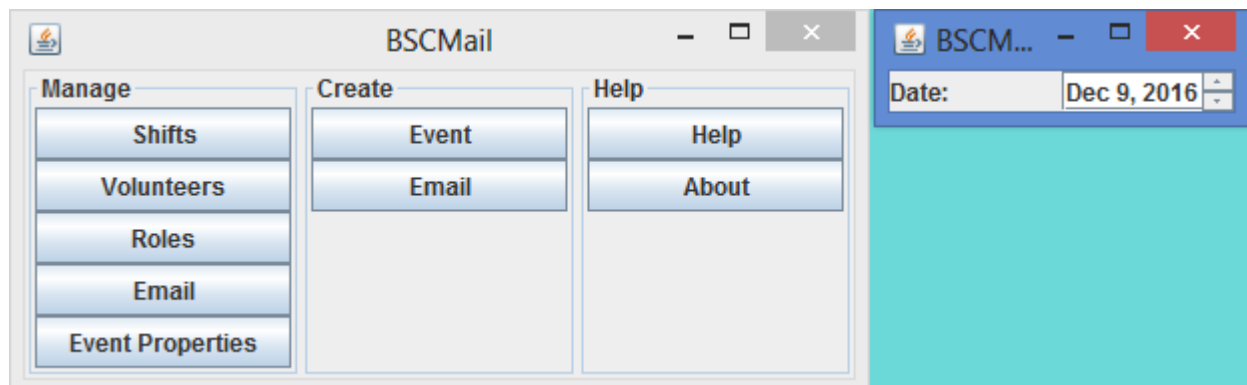 BSCMail
Manage
Shifts
Volunteers
Roles
Email
Event Properties
Create
Event
Email
Help
Help
About
BSCM...
Date: Dec 9, 2016